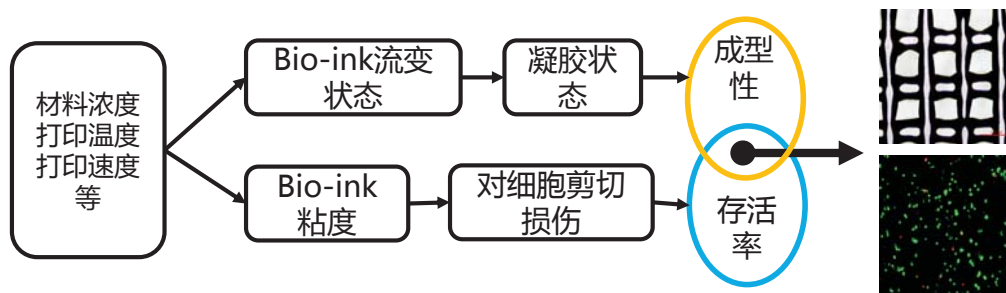 材料浓度
打印温度
打印速度
等
Bio-ink流变
状态
凝胶状
态
成型
性
Bio-ink
粘度
对细胞剪切
损伤
存活
率